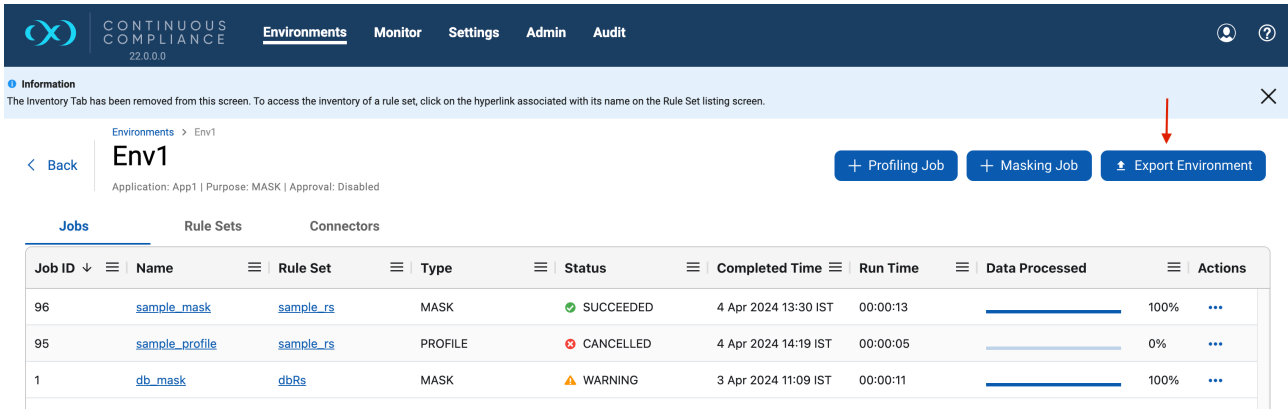 CONTINUOUS
COMPLIANCE
22.0.0.0
Environments Monitor Settings Admin Audit
Information
The Inventory Tab has been removed from this screen. To access the inventory of a rule set, click on the hyperlink associated with its name on the Rule Set listing screen.
Environments > Env1
Back
Env1
Application: App1 | Purpose: MASK | Approval: Disabled
+ Profiling Job + Masking Job Export Environment
Jobs Rule Sets Connectors
Job ID Name Rule Set Type Status Completed Time Run Time Data Processed Actions
96 sample_mask sample_rs MASK SUCCEEDED 4 Apr 2024 13:30 IST 00:00:13 100% ...
95 sample_profile sample_rs PROFILE CANCELLED 4 Apr 2024 14:19 IST 00:00:05 0% ...
1 db_mask dbRs MASK WARNING 3 Apr 2024 11:09 IST 00:00:11 100% ...